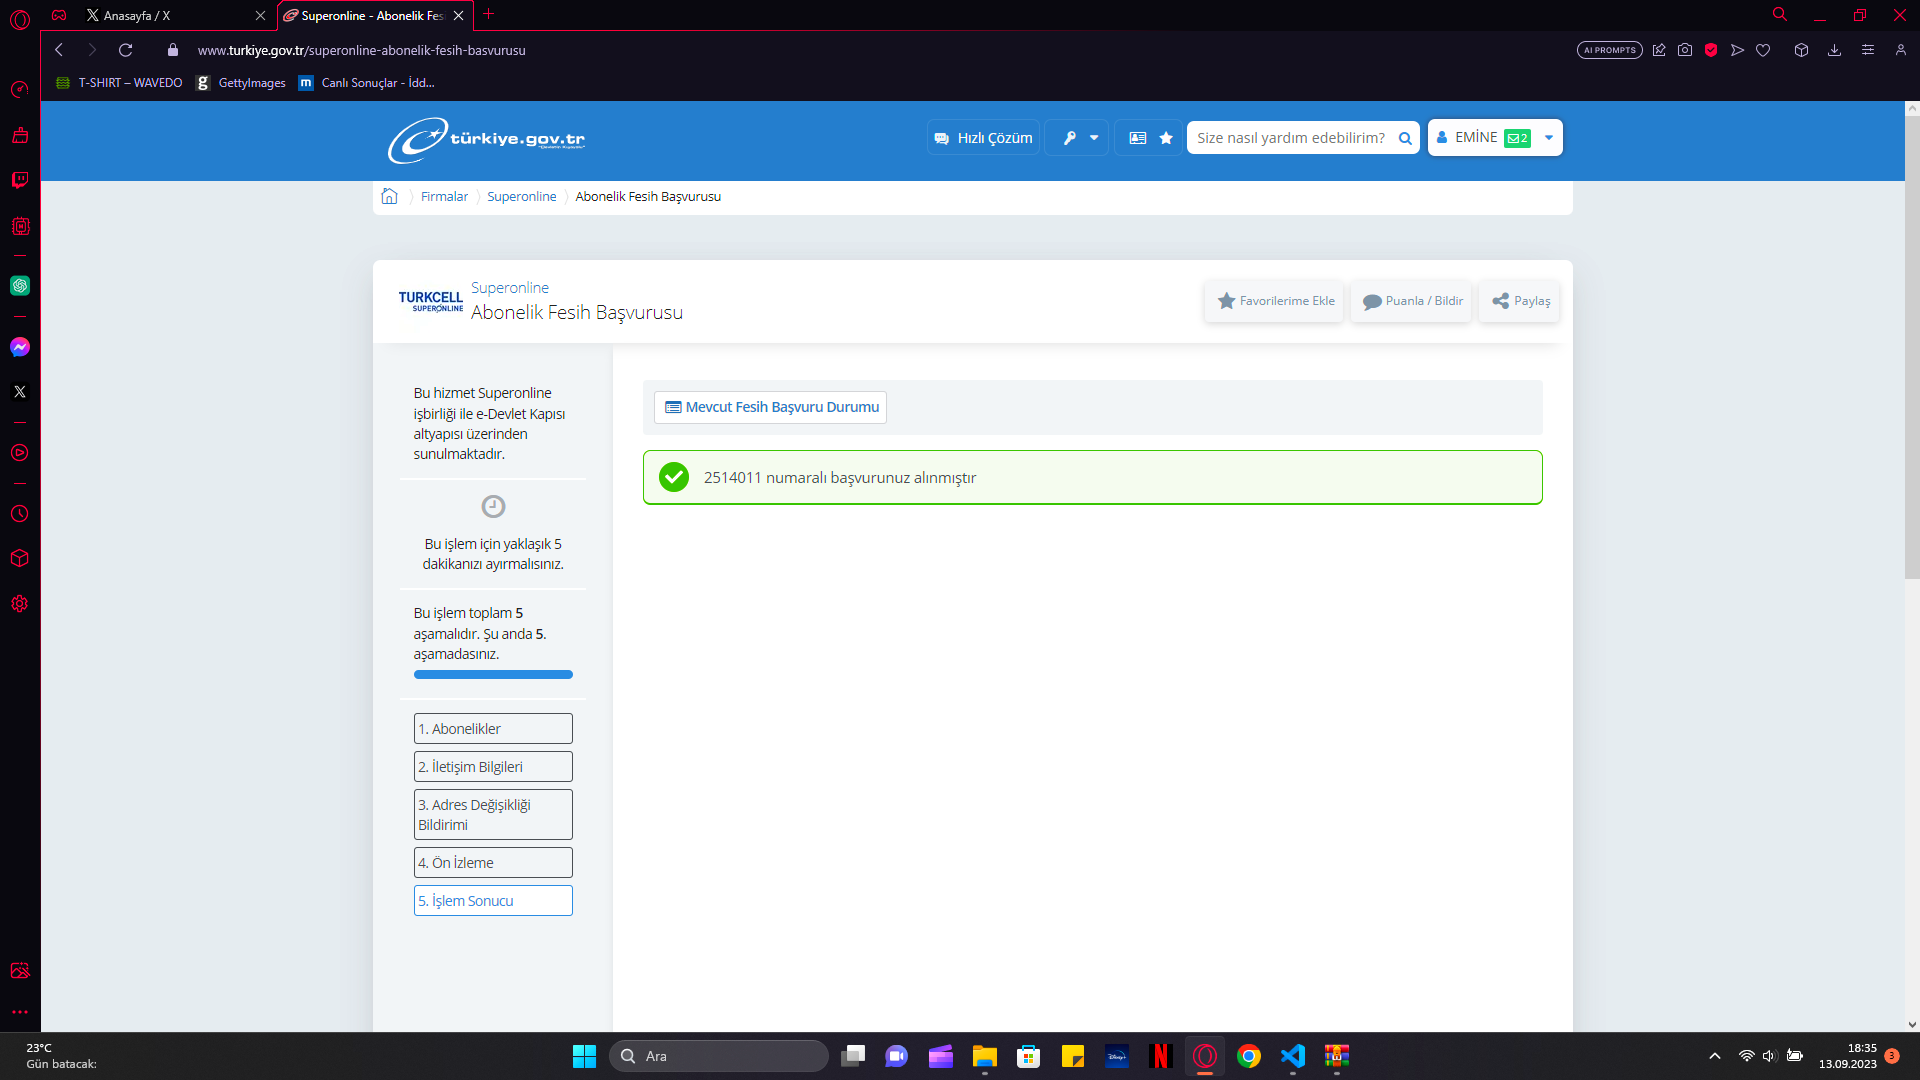 Anasayfa / X
Superonline - Abonelik Fes
www.turkiye.gov.tr/superonline-abonelik-fesih-basvurusu
AI PROMPTS
T-SHIRT – WAVEDO
g GettyImages
m Canlı Sonuçlar - İdd...
türkiye.gov.tr
Hızlı Çözüm
Size nasıl yardım edebilirim?
EMİNE 2
Firmalar
Superonline
Abonelik Fesih Başvurusu
TURKCELL
SUPERONLINE
Superonline
Abonelik Fesih Başvurusu
Favorilerime Ekle
Puanla / Bildir
Paylaş
Bu hizmet Superonline
işbirliği ile e-Devlet Kapısı
altyapısı üzerinden
sunulmaktadır.
Bu işlem için yaklaşık 5
dakikanızı ayırmalısınız.
Bu işlem toplam 5
aşamalıdır. Şu anda 5.
aşamadasınız.
1. Abonelikler
2. İletişim Bilgileri
3. Adres Değişikliği
Bildirimi
4. Ön İzleme
5. İşlem Sonucu
Mevcut Fesih Başvuru Durumu
2514011 numaralı başvurunuz alınmıştır
23°C
Gün batacak:
Ara
Disney+
N
18:35
13.09.2023
3